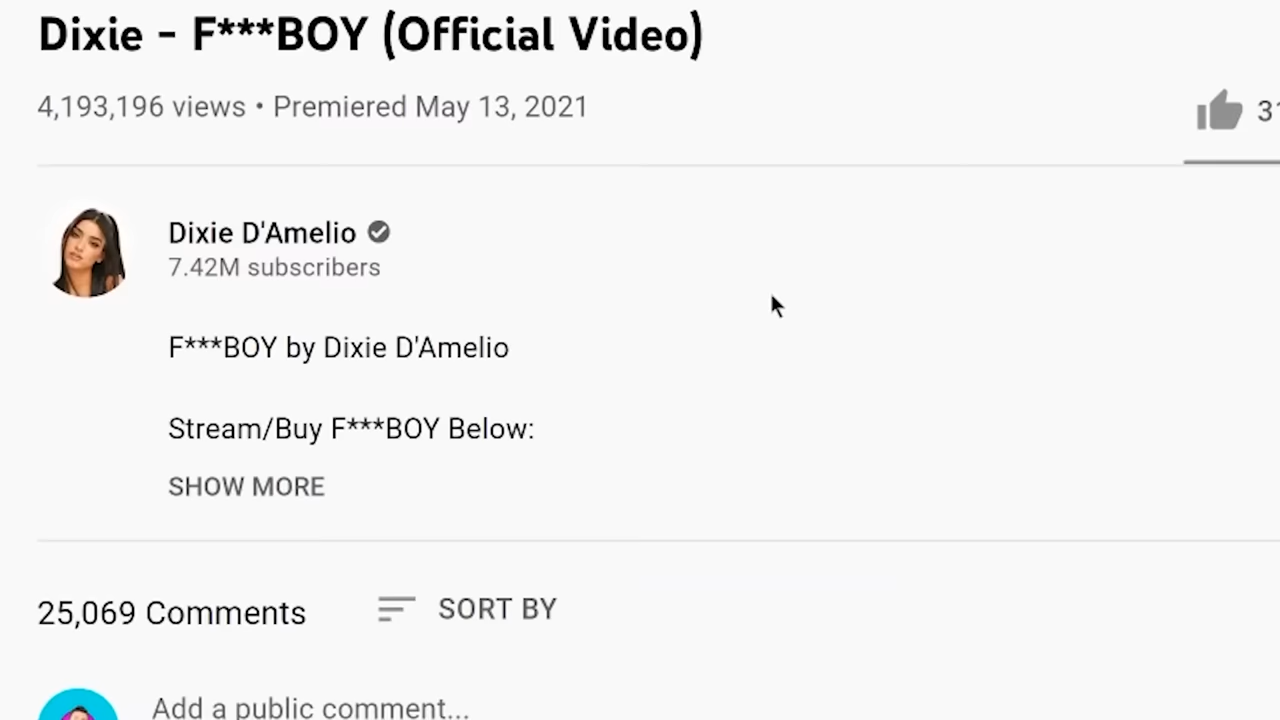 Dixie - F***BOY (Official Video)
4,193,196 views • Premiered May 13, 2021
Dixie D'Amelio
7.42M subscribers
F***BOY by Dixie D'Amelio
Stream/Buy F***BOY Below:
SHOW MORE
25,069 Comments
SORT BY
Add a public comment...